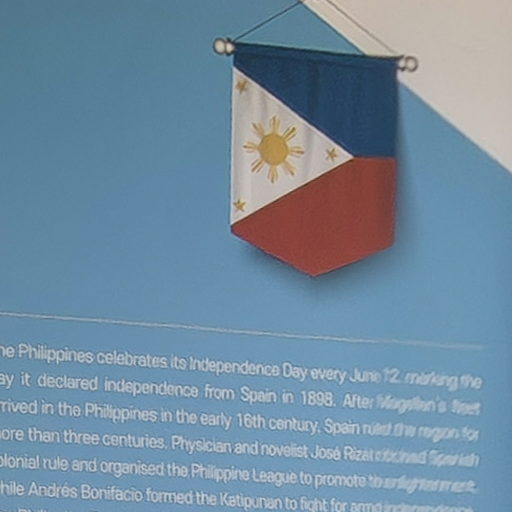 he Philippines celebrates its Independence Day every June 12, marking the
ay it declared independence from Spain in 1898. After Magellan's fleet
rrived in the Philippines in the early 16th century, Spain ruled the region for
ore than three centuries. Physician and novelist José Rizal Spanish
olonial rule and organised the Philippine League to promote
hile Andrés Bonifacio formed the Katipunan to fight for independence